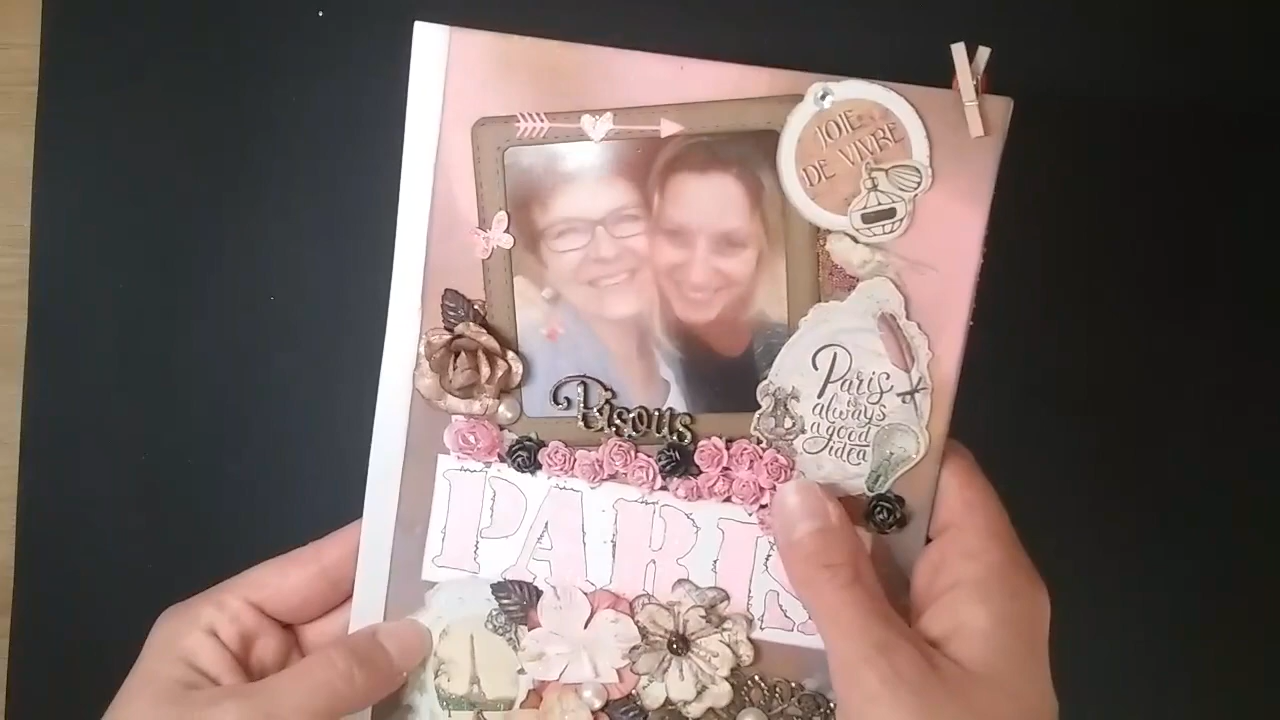 JOIE
DE VIVRE
Bisous
Paris
is
always
a good
idea
PARIS